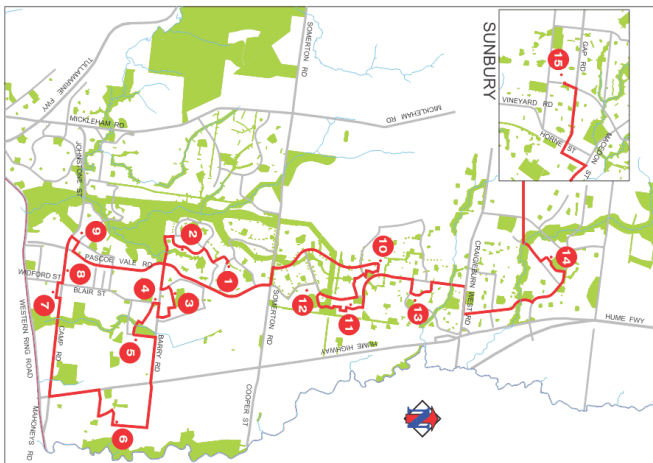 SUNBURY
15
GAP RD
VINEYARD RD
HORNE ST
MACEDON ST
TULLAMARINE FWY
SOMERTON RD
MICKLEHAM RD
MICKLEHAM RD
JOHNSTONE ST
9
2
10
14
PASCOE VALE RD
1
CRAIGIEBURN WEST RD
WIDFORD ST
8
4
3
12
11
13
BLAIR ST
7
SOMERTON RD
HUME FWY
5
CAMP RD
BARRY RD
HUME HIGHWAY
WESTERN RING ROAD
6
COOPER ST
MAHONEYS RD
N